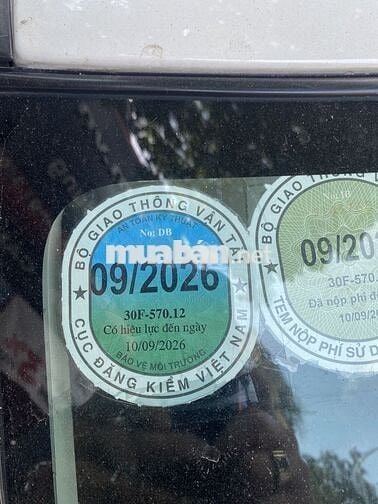 BỘ GIAO THÔNG VẬN T
AN TOÀN KỸ THUẬT
No: DB
muaban.net
09/2026
30F-570.12
Có hiệu lực đến ngày
10/09/2026
BẢO VỆ MÔI TRƯỜNG
CỤC ĐĂNG KIỂM VIỆT NAM
BỘ GIAO THÔNG
No: DB
09/20
30F-570.
Đã nộp phí đ
10/09/2
TEM NỘP PHÍ SỬ D